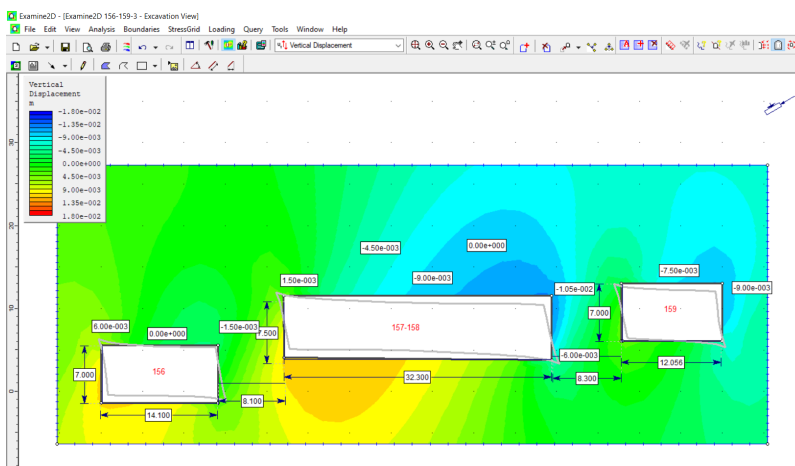 Examine2D - [Examine2D 156-159-3 - Excavation View]
File Edit View Analysis Boundaries StressGrid Loading Query Tools Window Help
Vertical Displacement
Vertical
Displacement
m
-1.80e-002
-1.35e-002
-9.00e-003
-4.50e-003
0.00e+000
4.50e-003
9.00e-003
1.35e-002
1.80e-002
30
20
10
0
-4.50e-003
0.00e+000
1.50e-003
-9.00e-003
-1.05e-002
-7.50e-003
-9.00e-003
6.00e-003
0.00e+000
-1.50e-003
7.500
157-158
7.000
159
-6.00e-003
7.000
156
32.300
8.300
12.056
8.100
14.100